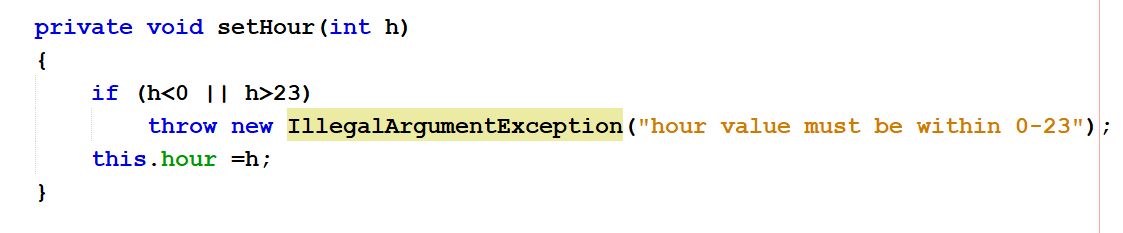 private void setHour(int h)
{
if (h<0 || h>23)
throw new IllegalArgumentException("hour value must be within 0-23");
this.hour =h;
}